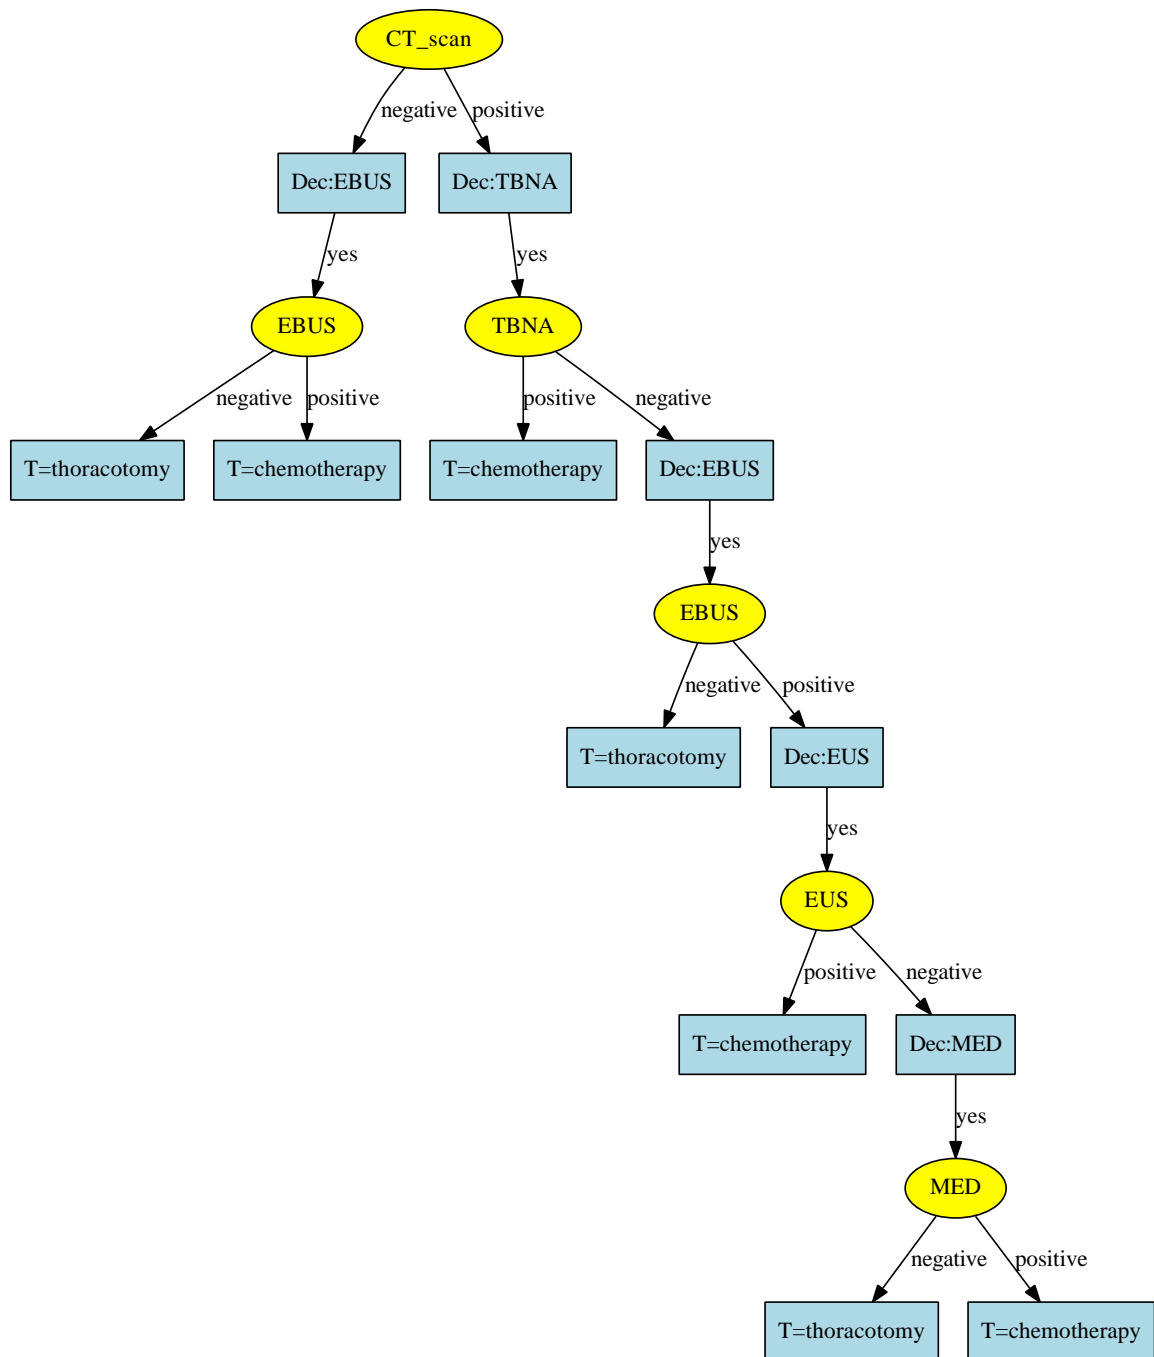 CT_scan
negative
positive
Dec:EBUS
Dec:TBNA
yes
yes
EBUS
TBNA
negative
positive
positive
negative
T=thoracotomy
T=chemotherapy
T=chemotherapy
Dec:EBUS
yes
EBUS
negative
positive
T=thoracotomy
Dec:EUS
yes
EUS
positive
negative
T=chemotherapy
Dec:MED
yes
MED
negative
positive
T=thoracotomy
T=chemotherapy